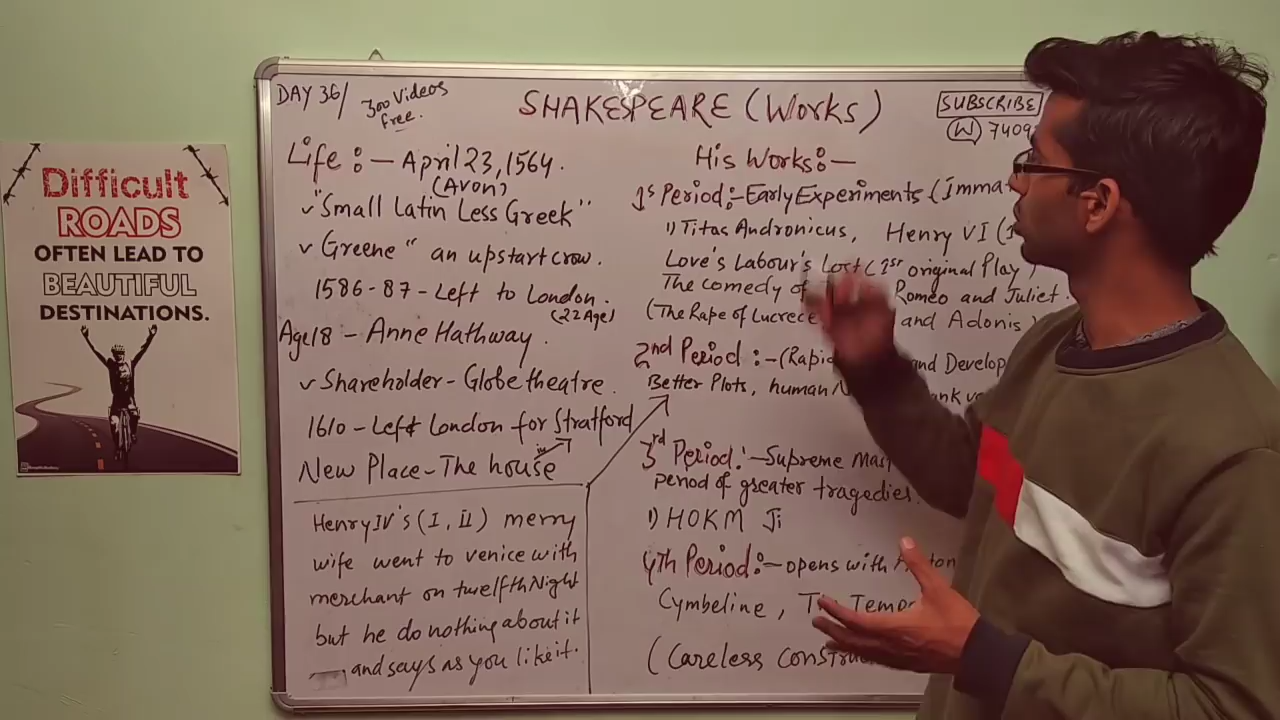 Difficult
ROADS
OFTEN LEAD TO
BEAUTIFUL
DESTINATIONS.
DAY 36/
300 Videos
free.
SHAKESPEARE (Works)
SUBSCRIBE
(W) 7409
Life :- April 23, 1564.
(Avon)
✓ "Small Latin Less Greek"
✓ Greene " an upstart crow.
1586-87 - Left to London.
(22 Age)
Age 18 - Anne Hathway.
✓ Shareholder - Globe theatre.
1610 - Left London for Stratford
in
New Place - The house
Henry IV's (I, II) merry
wife went to venice with
merchant on twelfth Night
but he do nothing about it
and says as you like it.
His Works :-
1st Period :- Early Experiments (Immat
1) Titas Andronicus, Henry VI (
Love's Labour's Lost (1st original Play)
The comedy of Romeo and Juliet.
(The Rape of Lucrece and Adonis)
2nd Period :- (Rapid and Develop
Better Plots, human
3rd Period :- Supreme Mas
period of greater tragedies.
1) HOKM Ji
4th Period :- opens with
Cymbeline, Temp
(Careless Constru